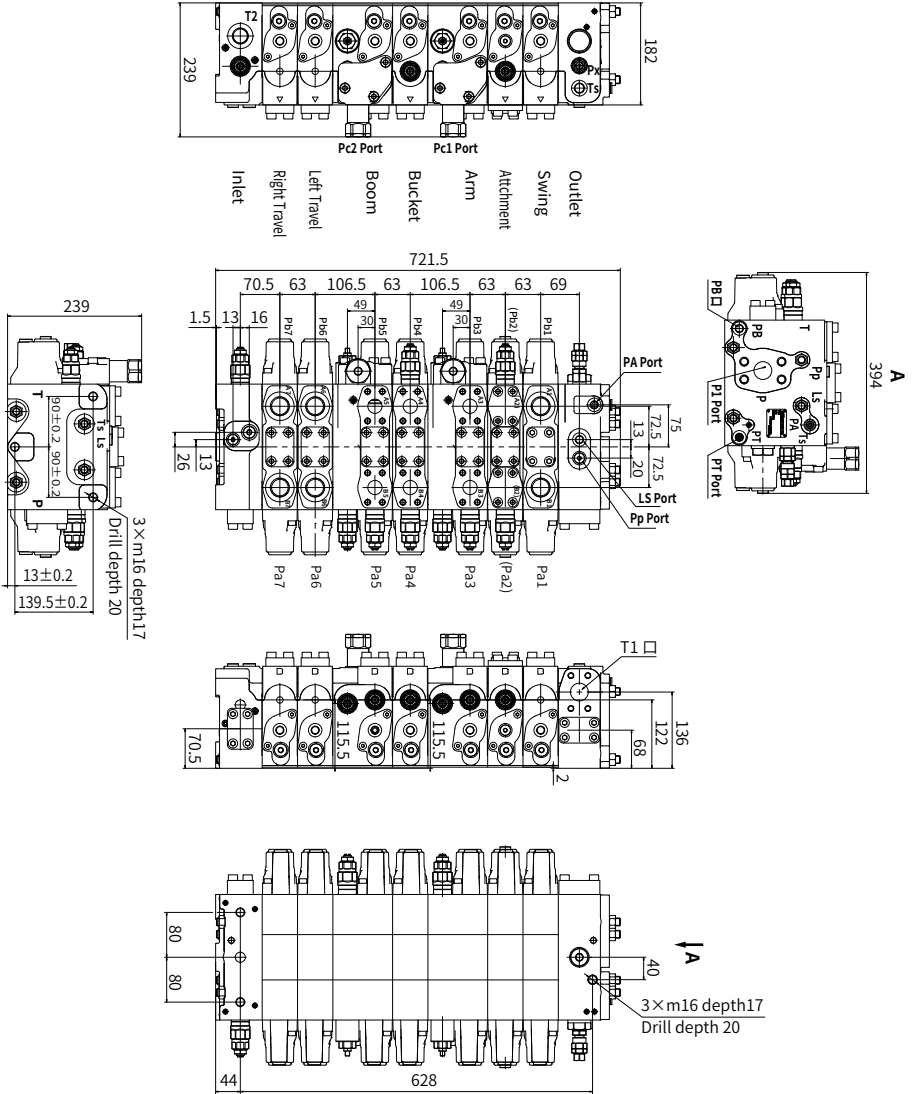 T2
Px
Ts
239
182
Pc2 Port
Pc1 Port
Inlet
Right Travel
Left Travel
Boom
Bucket
Arm
Attchment
Swing
Outlet
721.5
70.5
63
106.5
63
106.5
63
63
69
49
30
49
30
1.5
13
16
Pb7
Pb6
Pb5
Pb4
Pb3
(Pb2)
Pb1
PA Port
75
72.5
13
20
72.5
LS Port
Pp Port
26
13
A5
A4
A3
B5
B4
B3
Pa7
Pa6
Pa5
Pa4
Pa3
(Pa2)
Pa1
239
T
Ts
Ls
P
90±0.2
90±0.2
13±0.2
139.5±0.2
3×m16 depth17
Drill depth 20
PB口
PB
T
Pp
P
Ls
PA
Ts
PT
P1 Port
PT Port
394
A
T1 口
70.5
115.5
115.5
2
68
122
136
80
80
44
628
40
A
3×m16 depth17
Drill depth 20